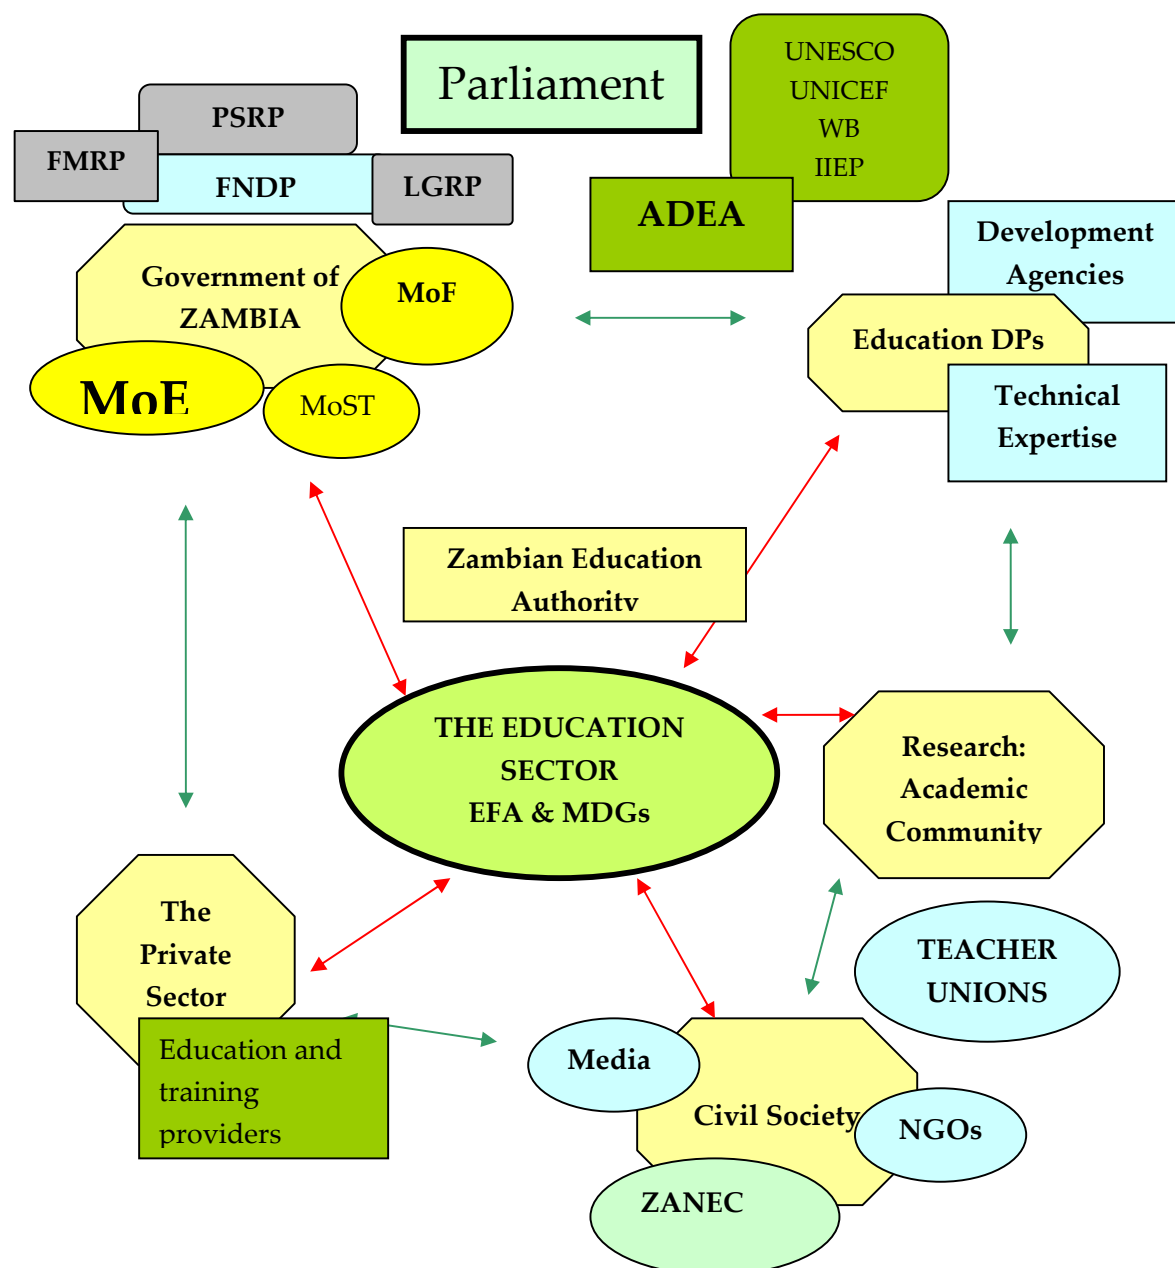 Parliament
UNESCO
UNICEF
WB
IIEP
PSRP
FMRP
FNDP
LGRP
ADEA
Development
Agencies
Government of
ZAMBIA
MoF
Education DPs
MoE
MoST
Technical
Expertise
Zambian Education
Authority
THE EDUCATION
SECTOR
EFA & MDGs
Research:
Academic
Community
The
Private
Sector
TEACHER
UNIONS
Education and
training
providers
Media
Civil Society
NGOs
ZANEC